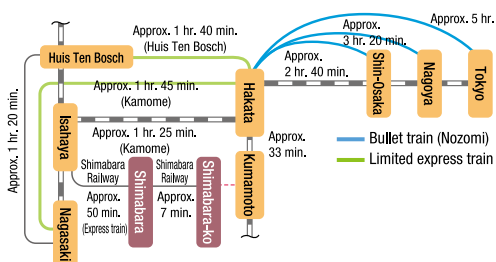 Approx. 1 hr. 40 min.
(Huis Ten Bosch)
Approx. 5 hr.
Approx.
3 hr. 20 min.
Approx.
2 hr. 40 min.
Huis Ten Bosch
Approx. 1 hr. 45 min.
(Kamome)
Hakata
Shin-Osaka
Nagoya
Tokyo
Approx. 1 hr. 20 min.
Isahaya
Approx. 1 hr. 25 min.
(Kamome)
Approx.
33 min.
Bullet train (Nozomi)
Limited express train
Shimabara
Railway
Approx.
50 min.
(Express train)
Shimabara
Shimabara
Railway
Approx.
7 min.
Shimabara-ko
Kumamoto
Nagasaki